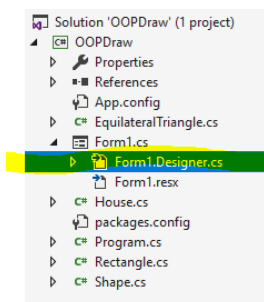 Solution 'OOPDraw' (1 project)
C# OOPDraw
Properties
References
App.config
C# EquilateralTriangle.cs
Form1.cs
Form1.Designer.cs
Form1.resx
C# House.cs
packages.config
C# Program.cs
C# Rectangle.cs
C# Shape.cs